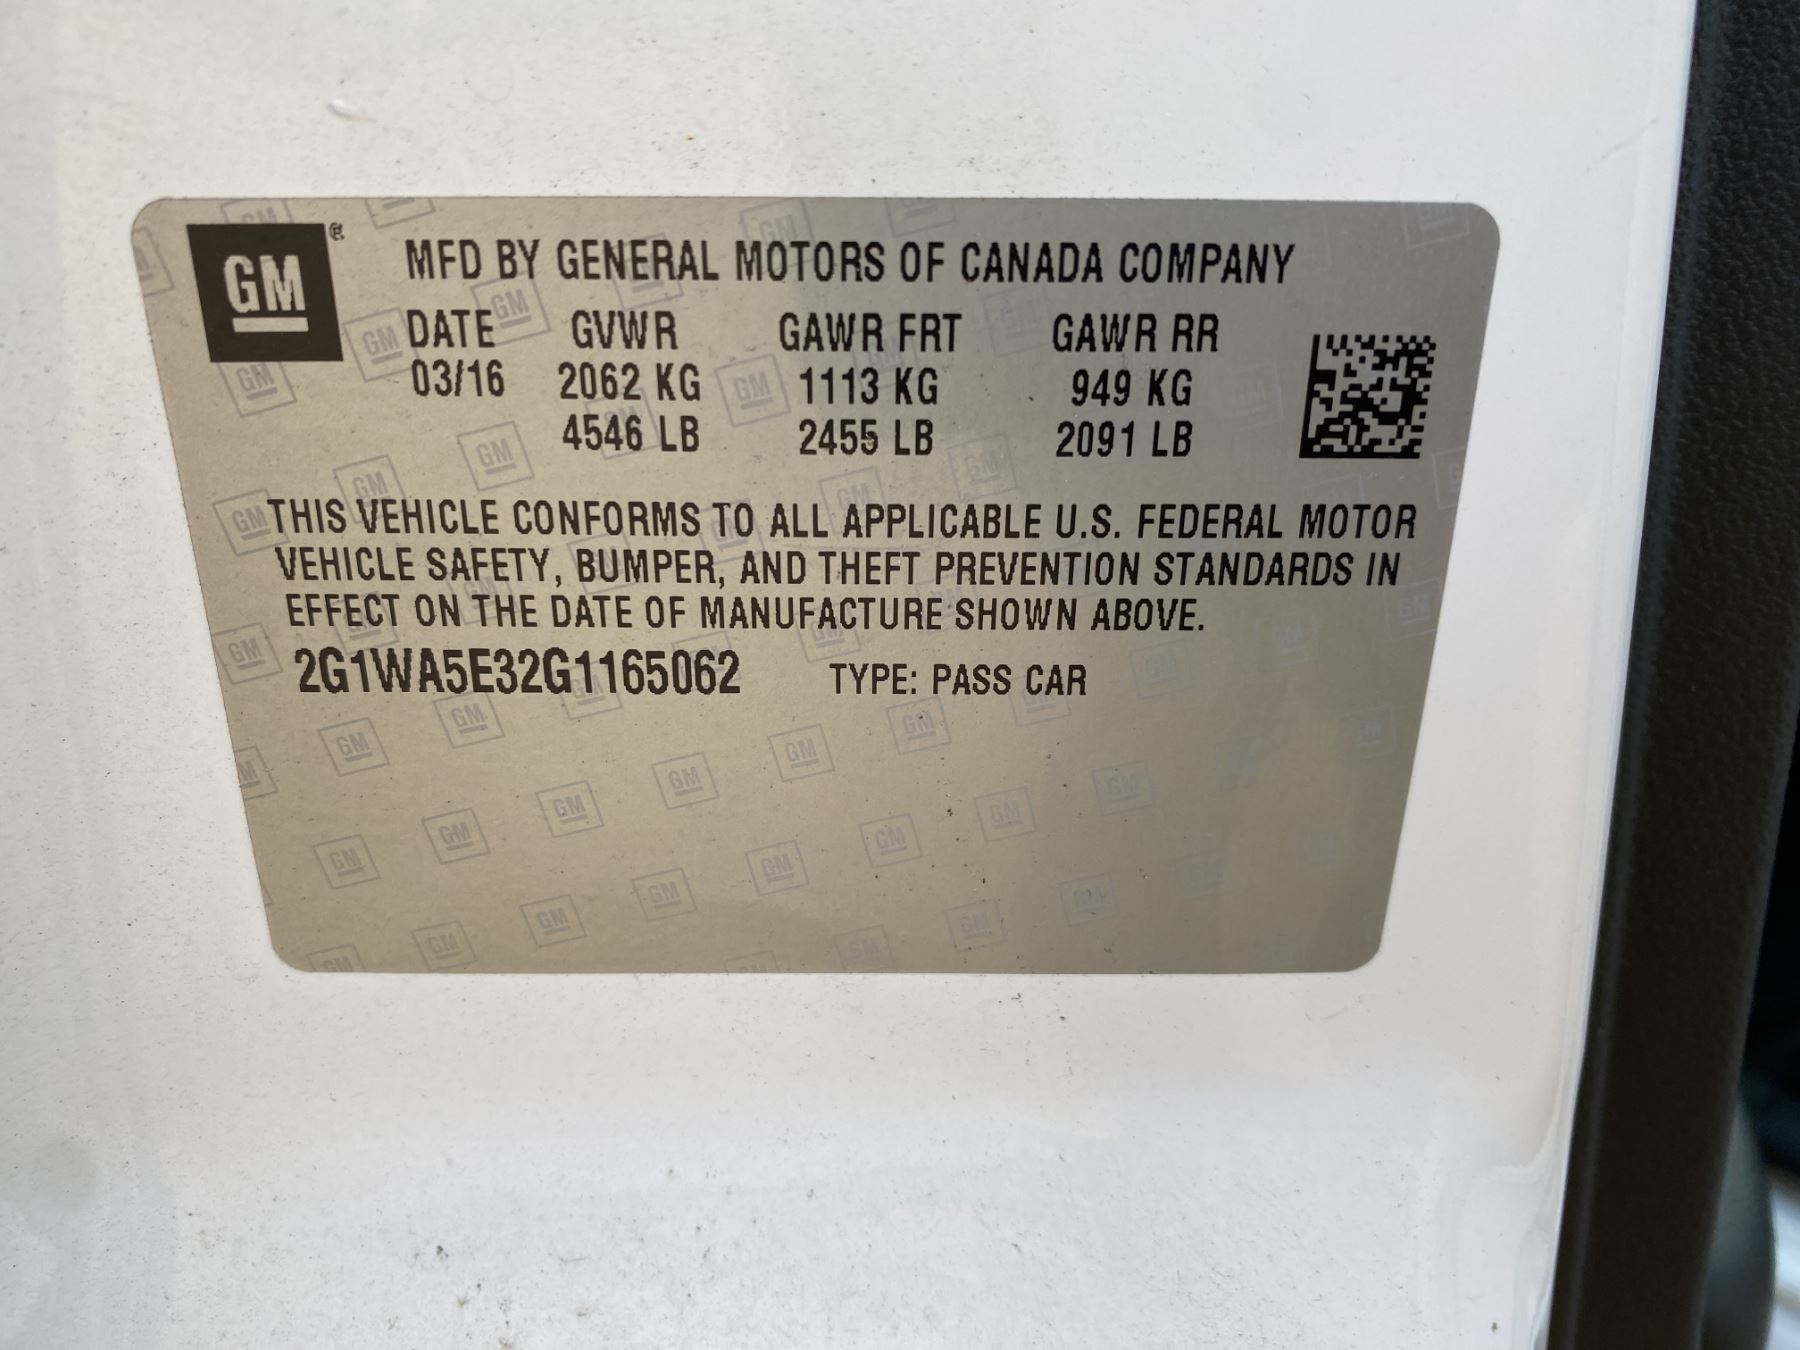 GM ®
MFD BY GENERAL MOTORS OF CANADA COMPANY
DATE GVWR GAWR FRT GAWR RR
03/16 2062 KG 1113 KG 949 KG
4546 LB 2455 LB 2091 LB
THIS VEHICLE CONFORMS TO ALL APPLICABLE U.S. FEDERAL MOTOR
VEHICLE SAFETY, BUMPER, AND THEFT PREVENTION STANDARDS IN
EFFECT ON THE DATE OF MANUFACTURE SHOWN ABOVE.
2G1WA5E32G1165062 TYPE: PASS CAR